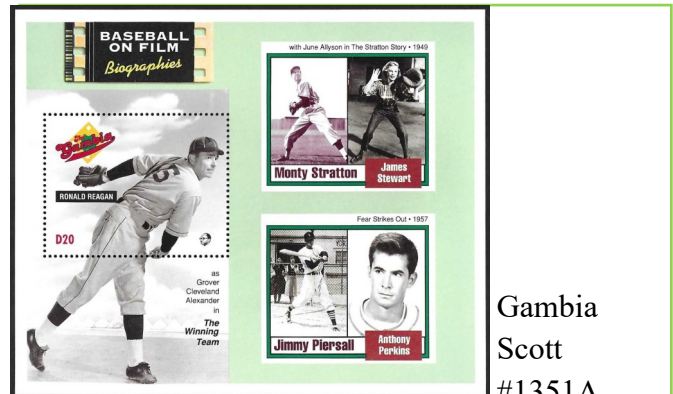 BASEBALL
ON FILM
Biographies
The
Gambia
RONALD REAGAN
D20
as
Grover
Cleveland
Alexander
in
The
Winning
Team
with June Allyson in The Stratton Story • 1949
Monty Stratton
James
Stewart
Fear Strikes Out • 1957
Jimmy Piersall
Anthony
Perkins
Gambia
Scott
#1351A